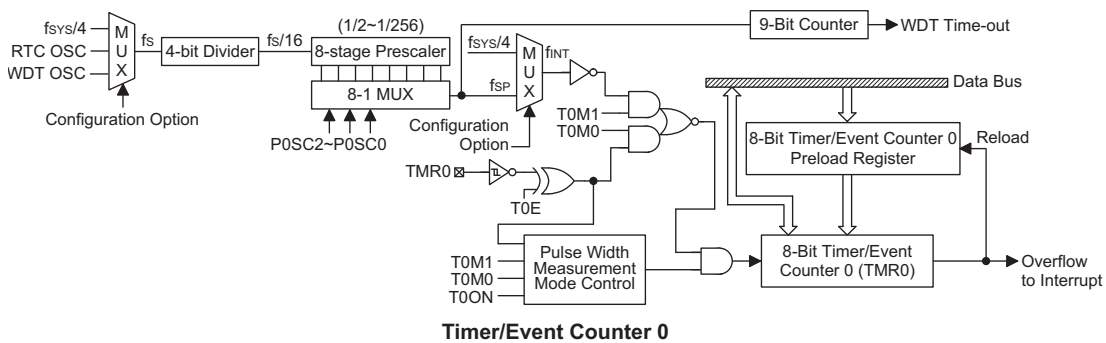 fSYS/4
RTC OSC
WDT OSC
MUX
Configuration Option
fS
4-bit Divider
fS/16
(1/2~1/256)
8-stage Prescaler
8-1 MUX
P0SC2~P0SC0
fSYS/4
fSP
MUX
fINT
Configuration
Option
9-Bit Counter
WDT Time-out
T0M1
T0M0
TMR0
T0E
T0M1
T0M0
T0ON
Pulse Width
Measurement
Mode Control
Data Bus
8-Bit Timer/Event Counter 0
Preload Register
Reload
8-Bit Timer/Event
Counter 0 (TMR0)
Overflow
to Interrupt
Timer/Event Counter 0